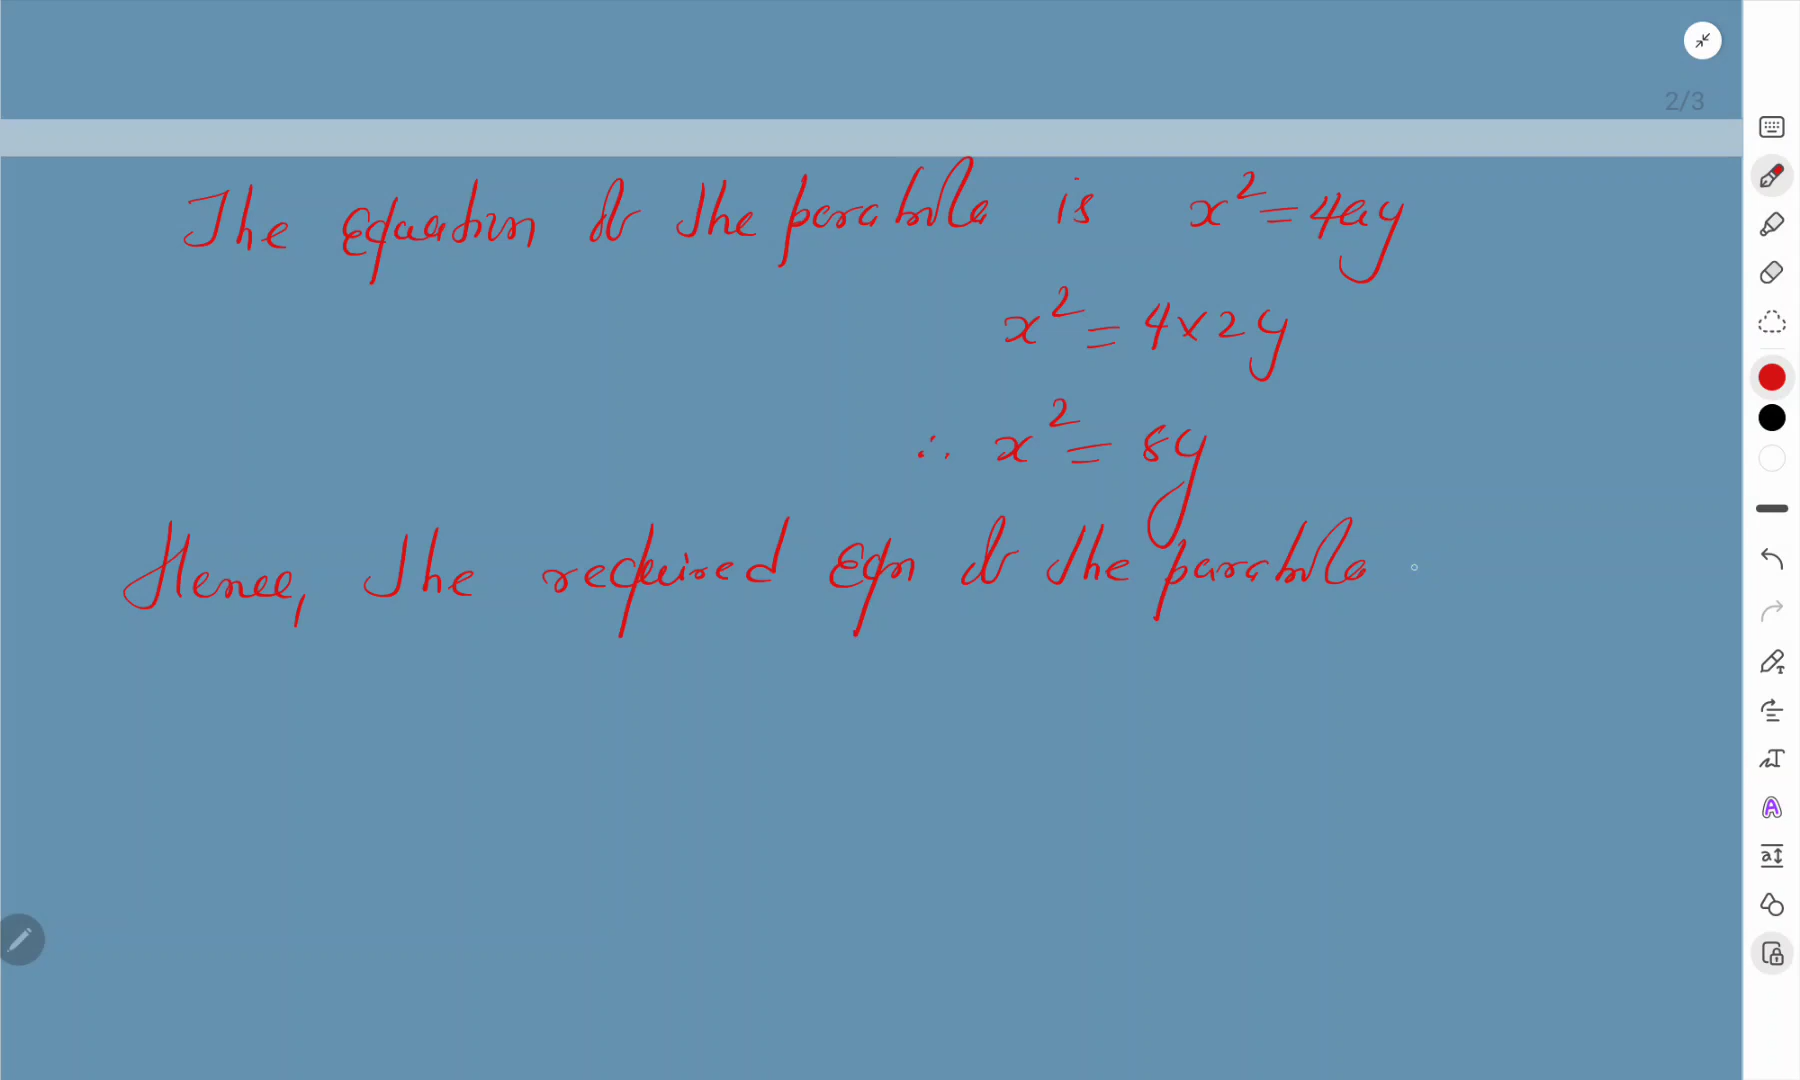 2/3
The Equation of the parabola is x² = 4ay
x² = 4×2y
∴ x² = 8y
Hence, the required Eqn of the parabola